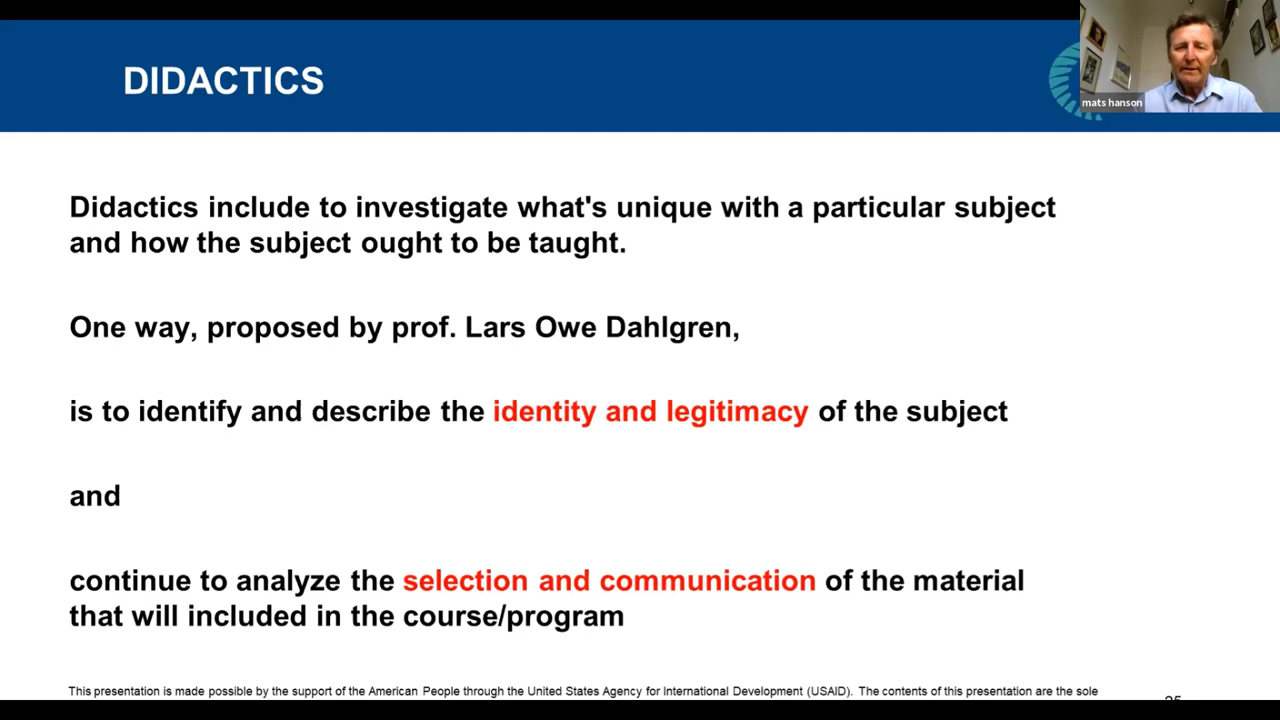 DIDACTICS
mats hanson
Didactics include to investigate what's unique with a particular subject
and how the subject ought to be taught.
One way, proposed by prof. Lars Owe Dahlgren,
is to identify and describe the identity and legitimacy of the subject
and
continue to analyze the selection and communication of the material
that will included in the course/program
This presentation is made possible by the support of the American People through the United States Agency for International Development (USAID). The contents of this presentation are the sole